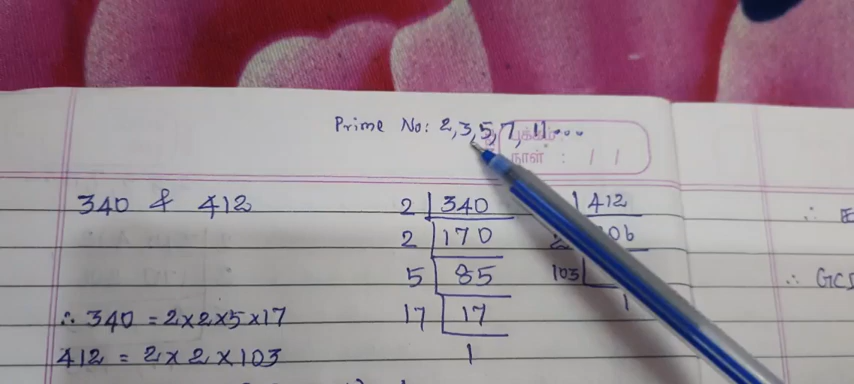 Prime No: 2, 3, 5, 7, 11...
நாள் : / /
340 & 412
2 | 340
2 | 170
5 | 85
17 | 17
1
412
103
1
∴ 340 = 2×2×5×17
412 = 2×2×103
∴ E
∴ GCD